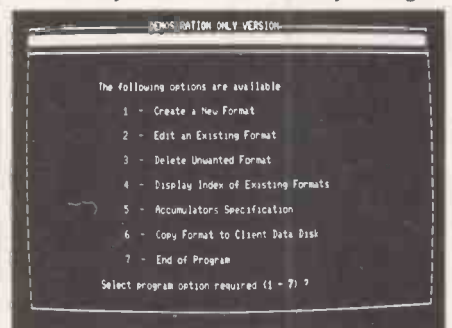 DEMOSTRATION ONLY VERSION
The following options are available
1 - Create a New Format
2 - Edit an Existing Format
3 - Delete Unwanted Format
4 - Display Index of Existing Formats
5 - Accumulators Specification
6 - Copy Format to Client Data Disk
7 - End of Program
Select program option required (1 - 7) ?